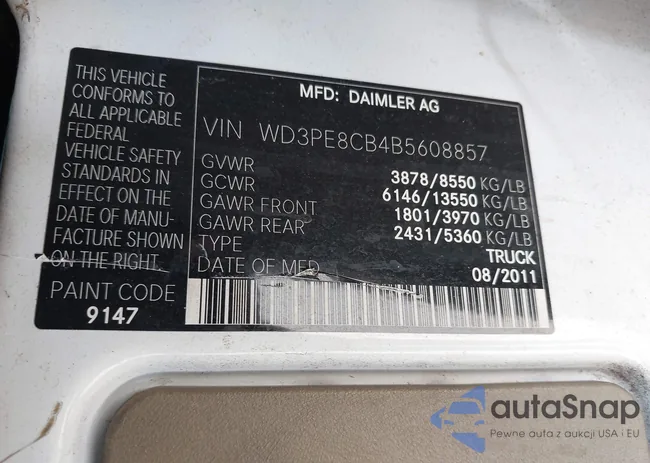 THIS VEHICLE
CONFORMS TO
ALL APPLICABLE
FEDERAL
VEHICLE SAFETY
STANDARDS IN
EFFECT ON THE
DATE OF MANU-
FACTURE SHOWN
ON THE RIGHT.
PAINT CODE
9147
MFD: DAIMLER AG
VIN WD3PE8CB4B5608857
GVWR 3878/8550 KG/LB
GCWR 6146/13550 KG/LB
GAWR FRONT 1801/3970 KG/LB
GAWR REAR 2431/5360 KG/LB
TYPE TRUCK
DATE OF MFD 08/2011
autaSnap
Pewne auta z aukcji USA i EU